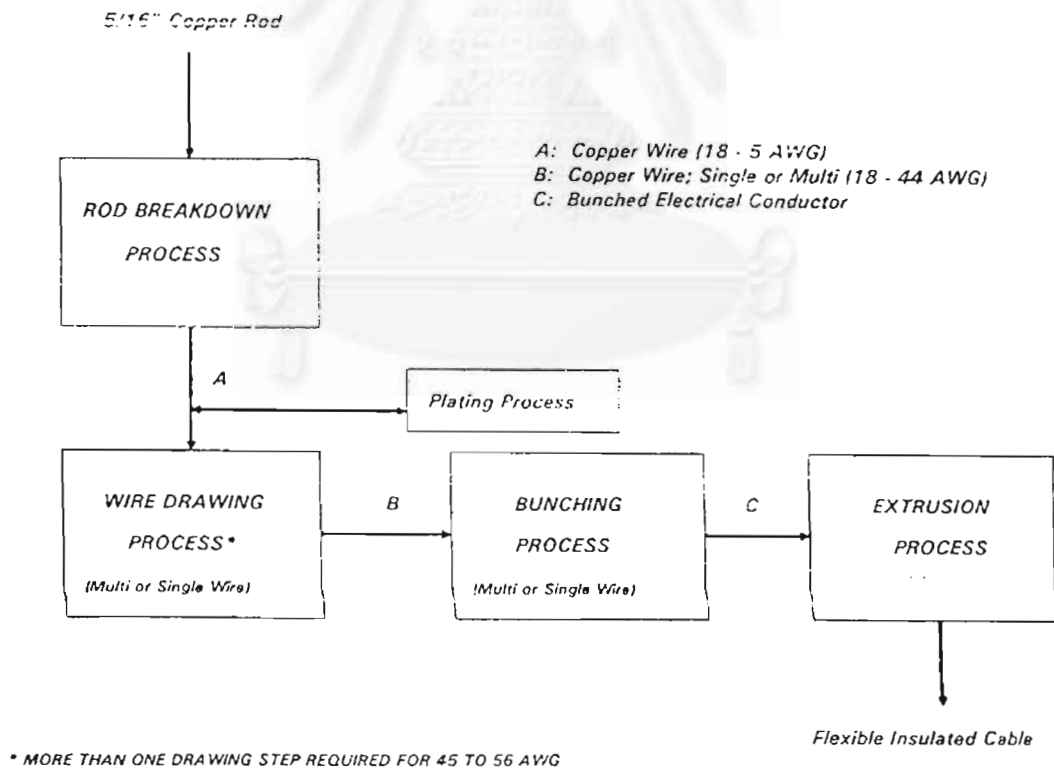 5/16" Copper Rod
A: Copper Wire (18 - 5 AWG)
B: Copper Wire; Single or Multi (18 - 44 AWG)
C: Bunched Electrical Conductor
ROD BREAKDOWN
PROCESS
A
Plating Process
WIRE DRAWING
PROCESS*
(Multi or Single Wire)
B
BUNCHING
PROCESS
(Multi or Single Wire)
C
EXTRUSION
PROCESS
Flexible Insulated Cable
* MORE THAN ONE DRAWING STEP REQUIRED FOR 45 TO 56 AWG